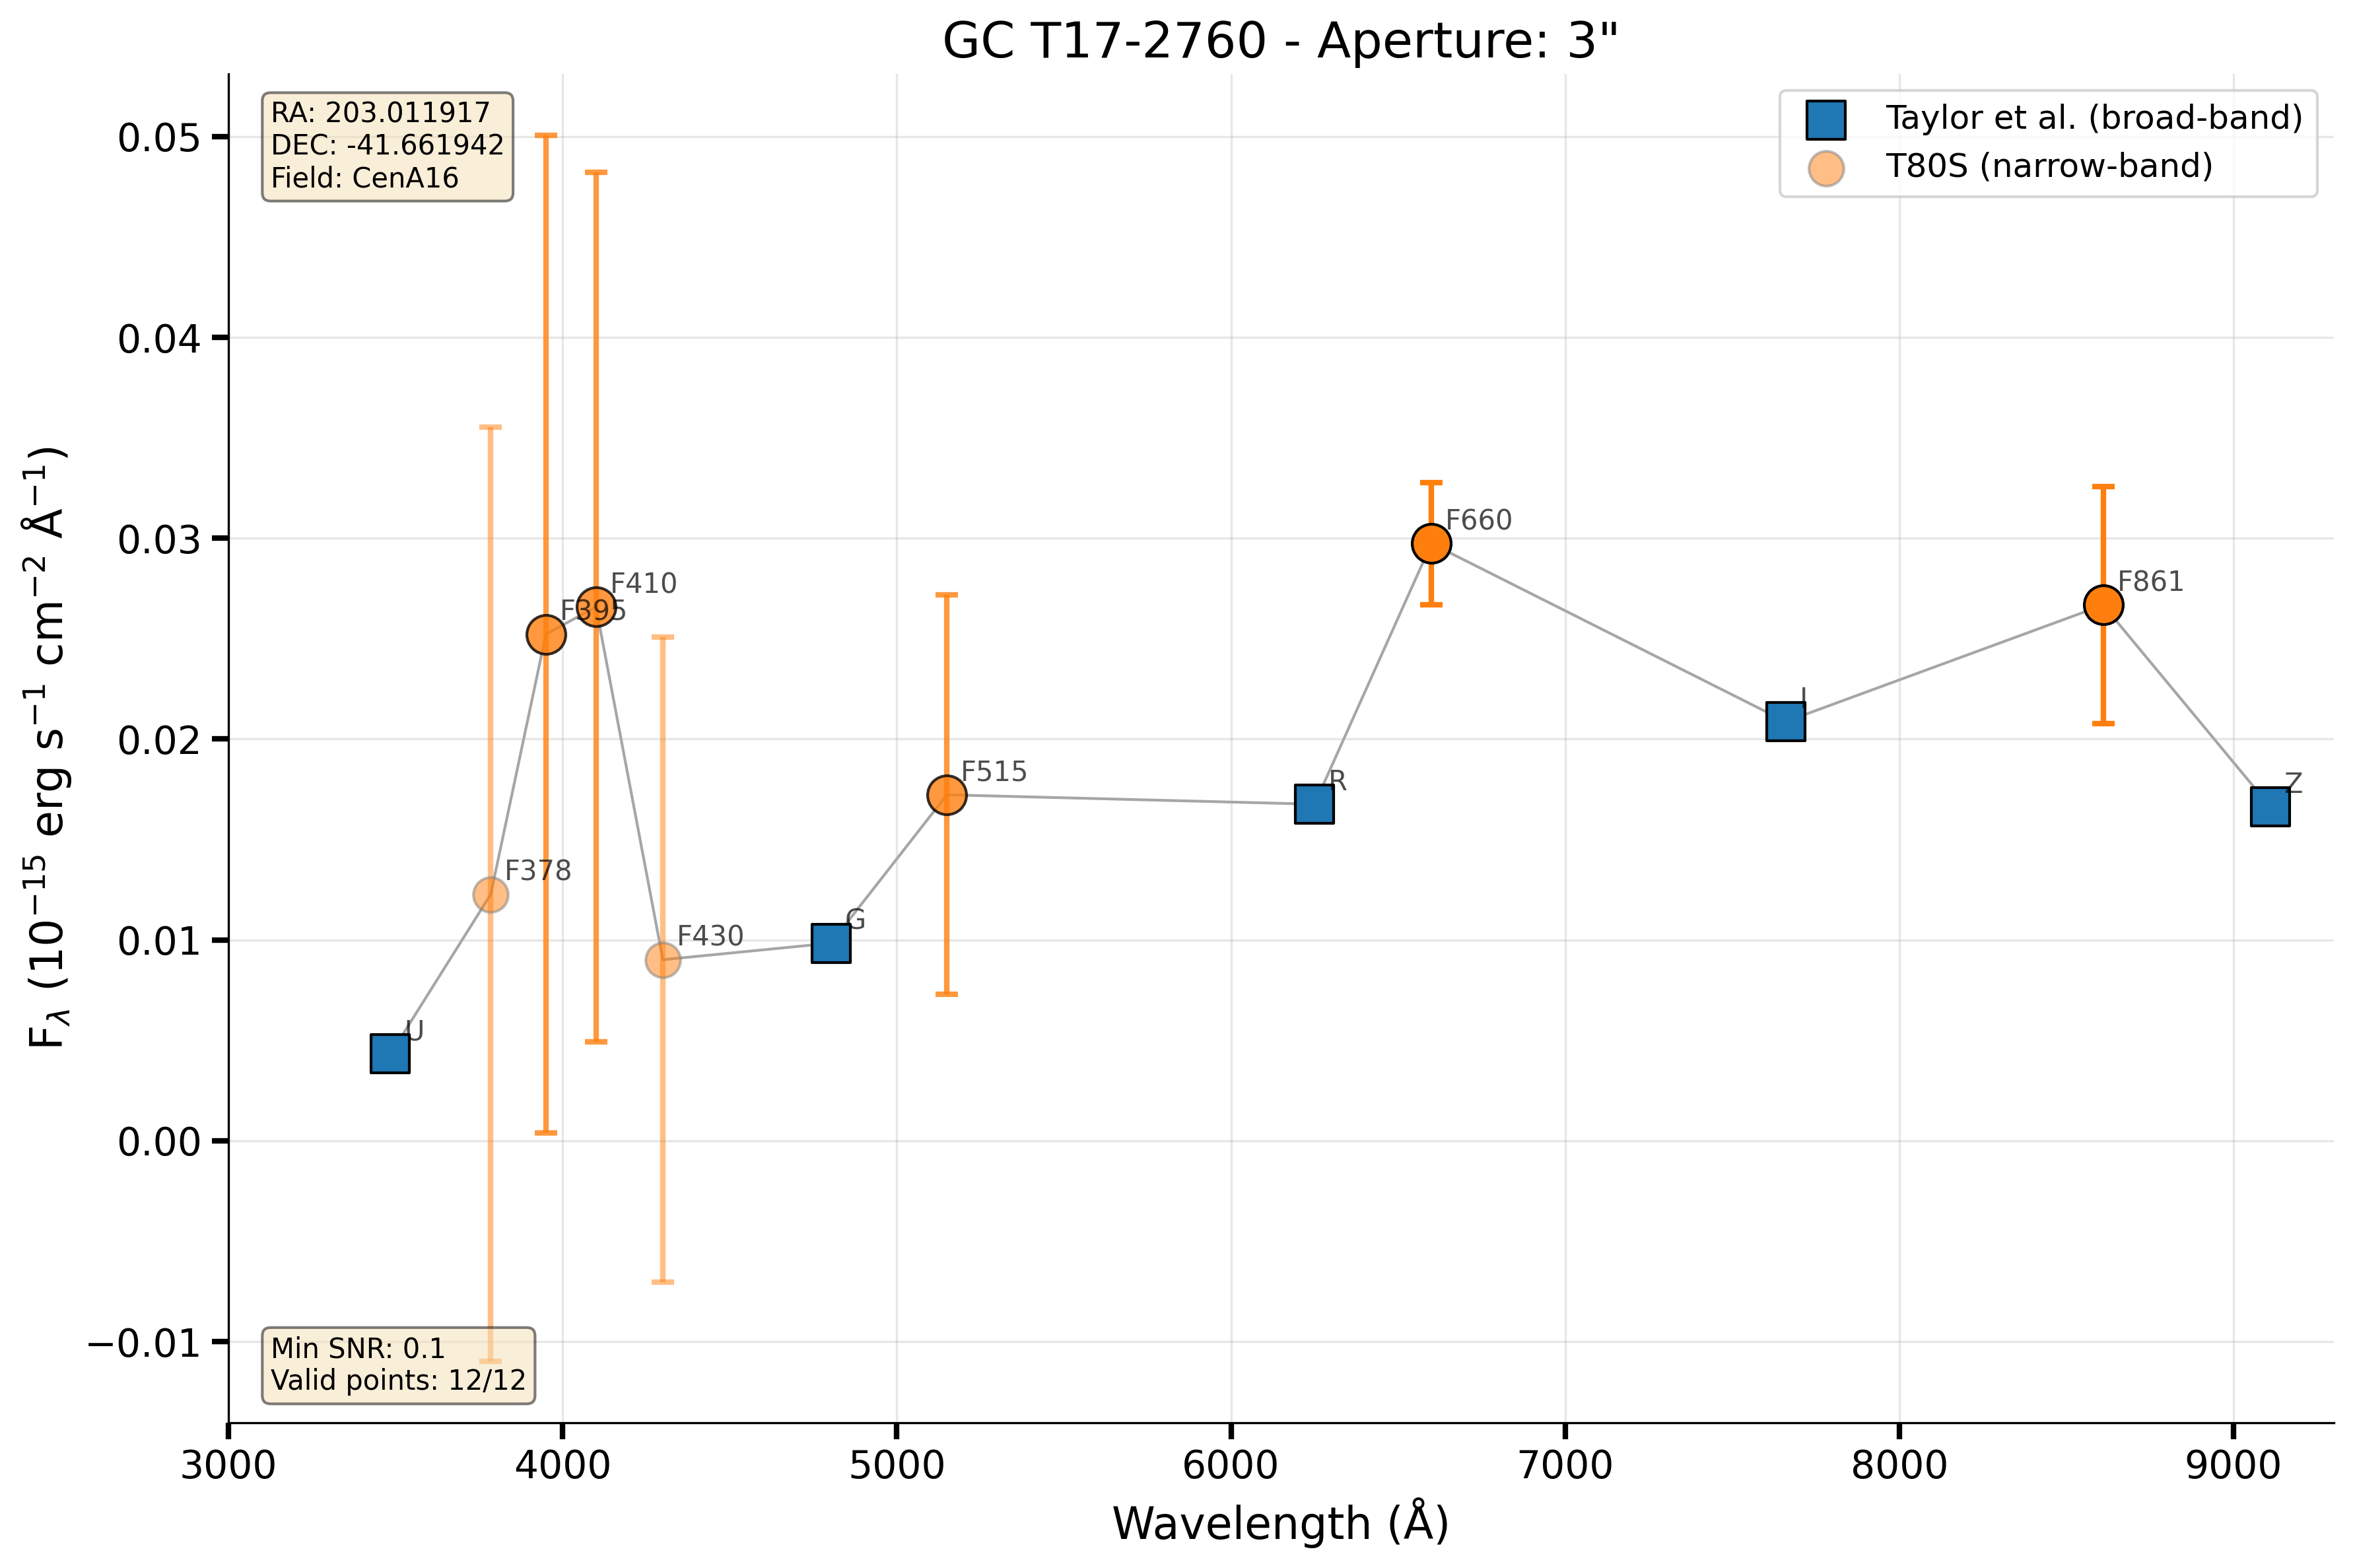 GC T17-2760 - Aperture: 3"
RA: 203.011917
DEC: -41.661942
Field: CenA16
Taylor et al. (broad-band)
T80S (narrow-band)
0.05
0.04
0.03
0.02
0.01
0.00
−0.01
F_λ (10⁻¹⁵ erg s⁻¹ cm⁻² Å⁻¹)
U
F378
F395
F410
F430
G
F515
R
F660
I
F861
Z
Min SNR: 0.1
Valid points: 12/12
3000 4000 5000 6000 7000 8000 9000
Wavelength (Å)